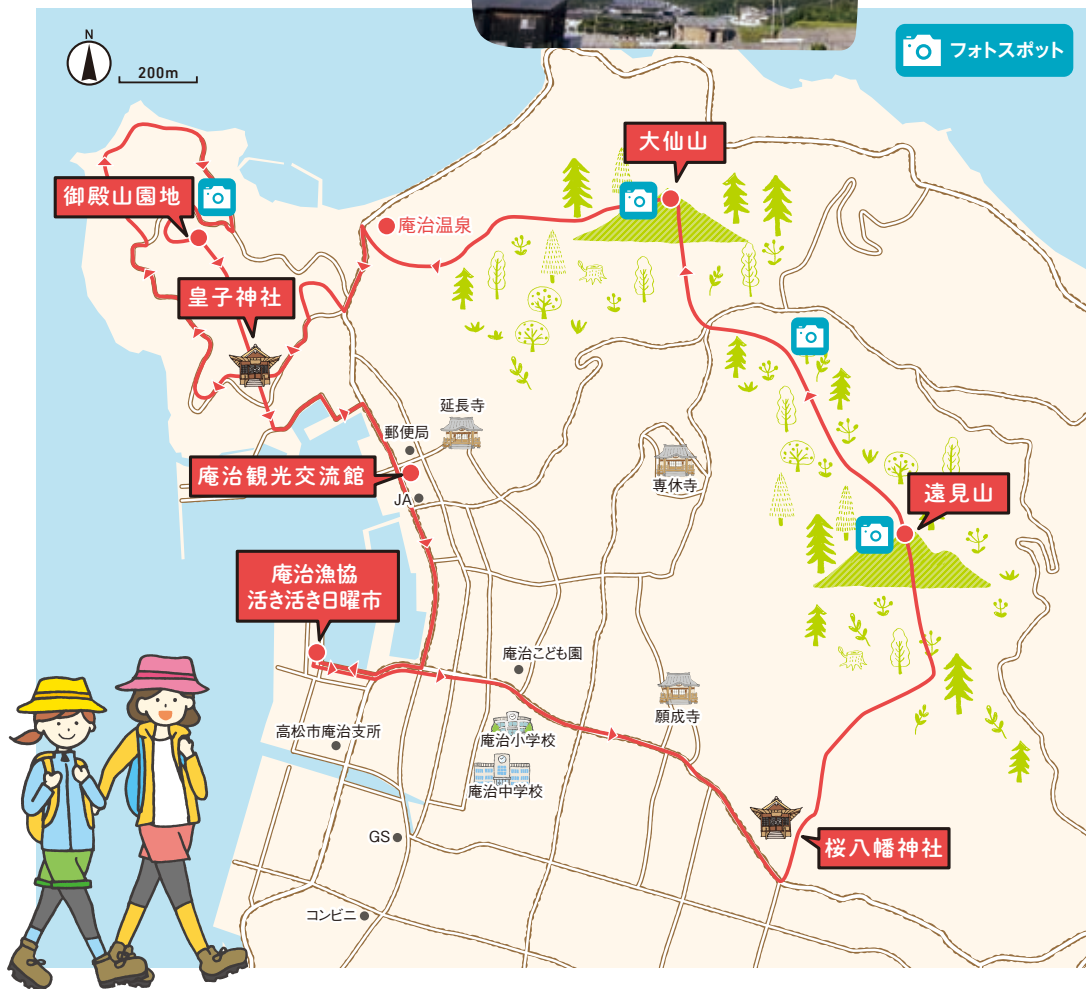 N
200m
フォトスポット
大仙山
御殿山園地
庵治温泉
皇子神社
延長寺
郵便局
庵治観光交流館
JA
専休寺
遠見山
庵治漁協
活き活き日曜市
庵治こども園
願成寺
高松市庵治支所
庵治小学校
庵治中学校
GS
桜八幡神社
コンビニ